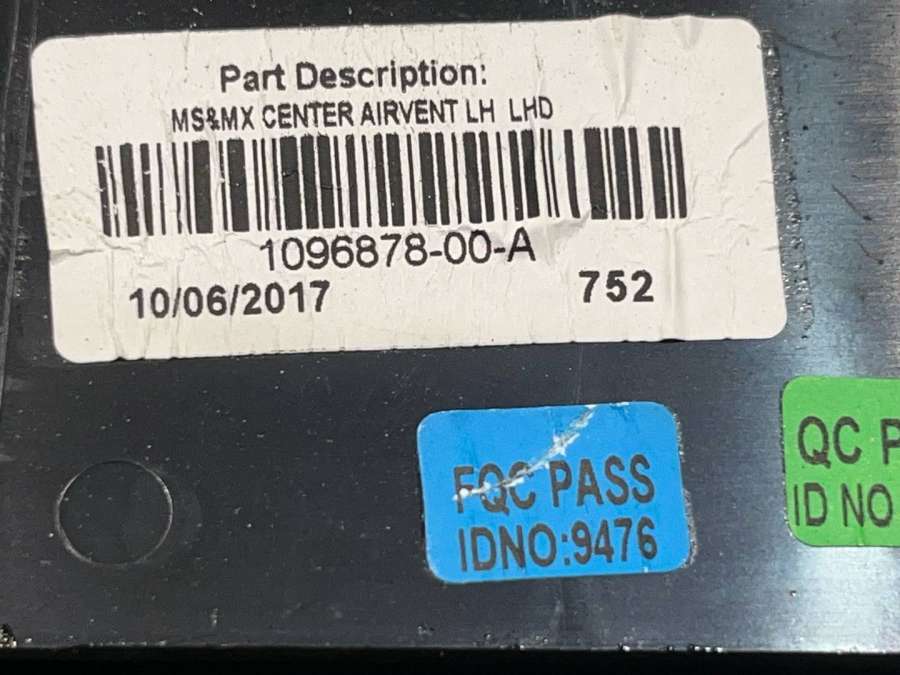 Part Description:
MS&MX CENTER AIRVENT LH LHD
1096878-00-A
10/06/2017 752
FQC PASS
IDNO:9476
QC
ID NO